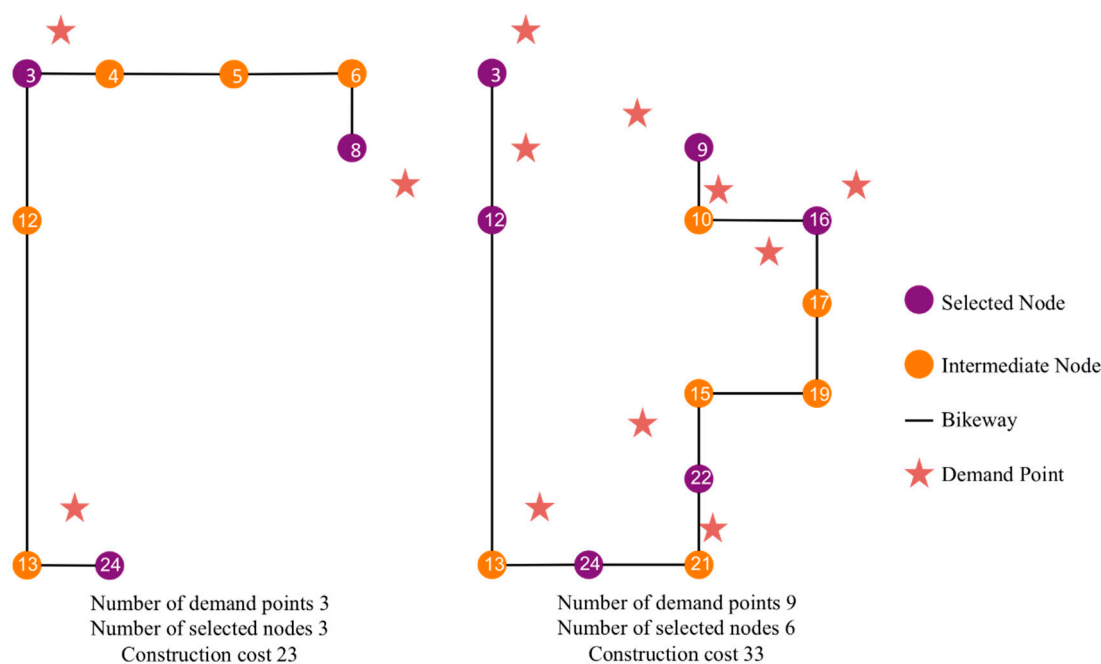 3
4
5
6
8
12
13
24
Number of demand points 3
Number of selected nodes 3
Construction cost 23
3
9
12
10
16
17
15
19
22
13
24
21
Number of demand points 9
Number of selected nodes 6
Construction cost 33
Selected Node
Intermediate Node
Bikeway
Demand Point